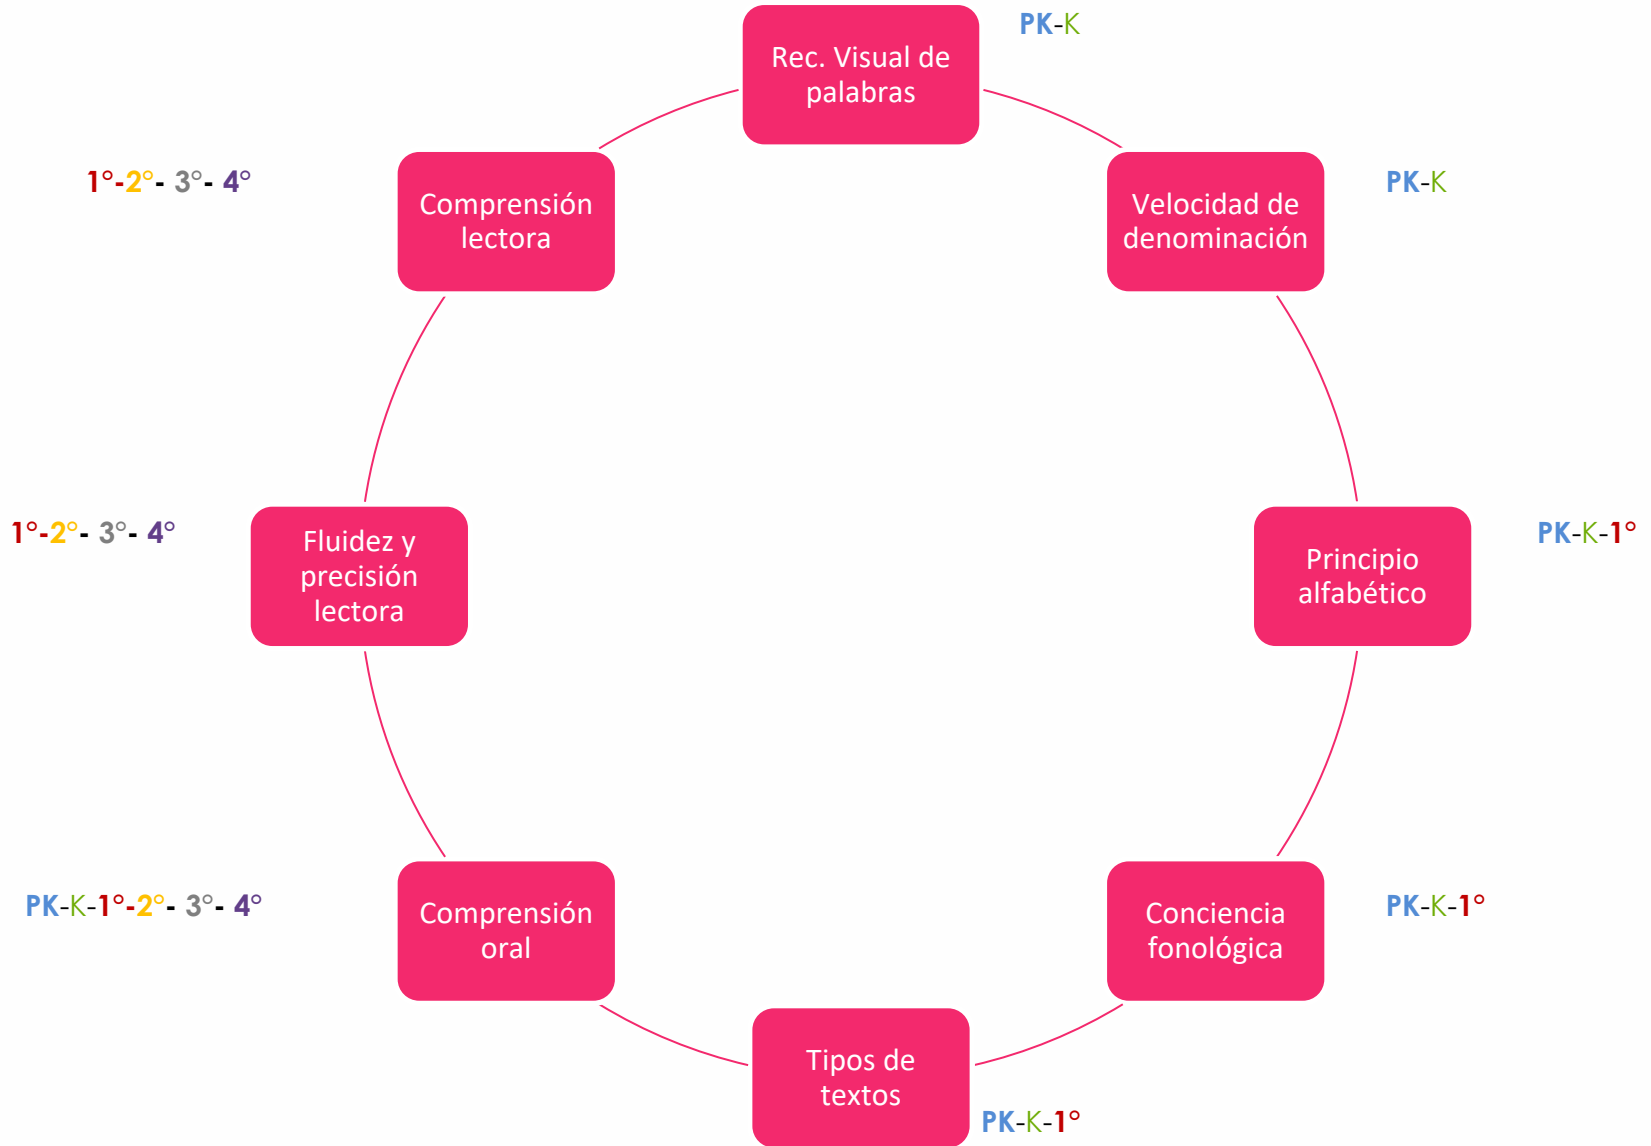 Rec. Visual de
palabras
PK-K
Velocidad de
denominación
PK-K
Principio
alfabético
PK-K-1°
Conciencia
fonológica
PK-K-1°
Tipos de
textos
PK-K-1°
Comprensión
oral
PK-K-1°-2°- 3°- 4°
Fluidez y
precisión
lectora
1°-2°- 3°- 4°
Comprensión
lectora
1°-2°- 3°- 4°